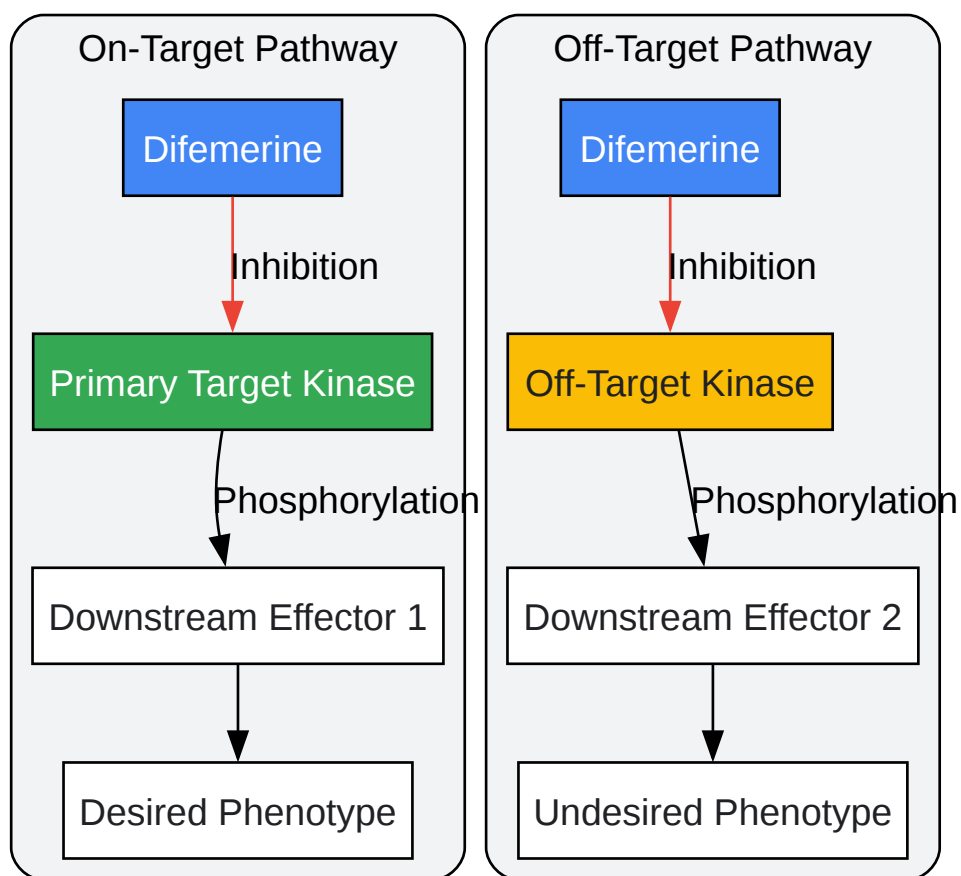 On-Target Pathway
Difemerine
Inhibition
Primary Target Kinase
Phosphorylation
Downstream Effector 1
Desired Phenotype
Off-Target Pathway
Difemerine
Inhibition
Off-Target Kinase
Phosphorylation
Downstream Effector 2
Undesired Phenotype